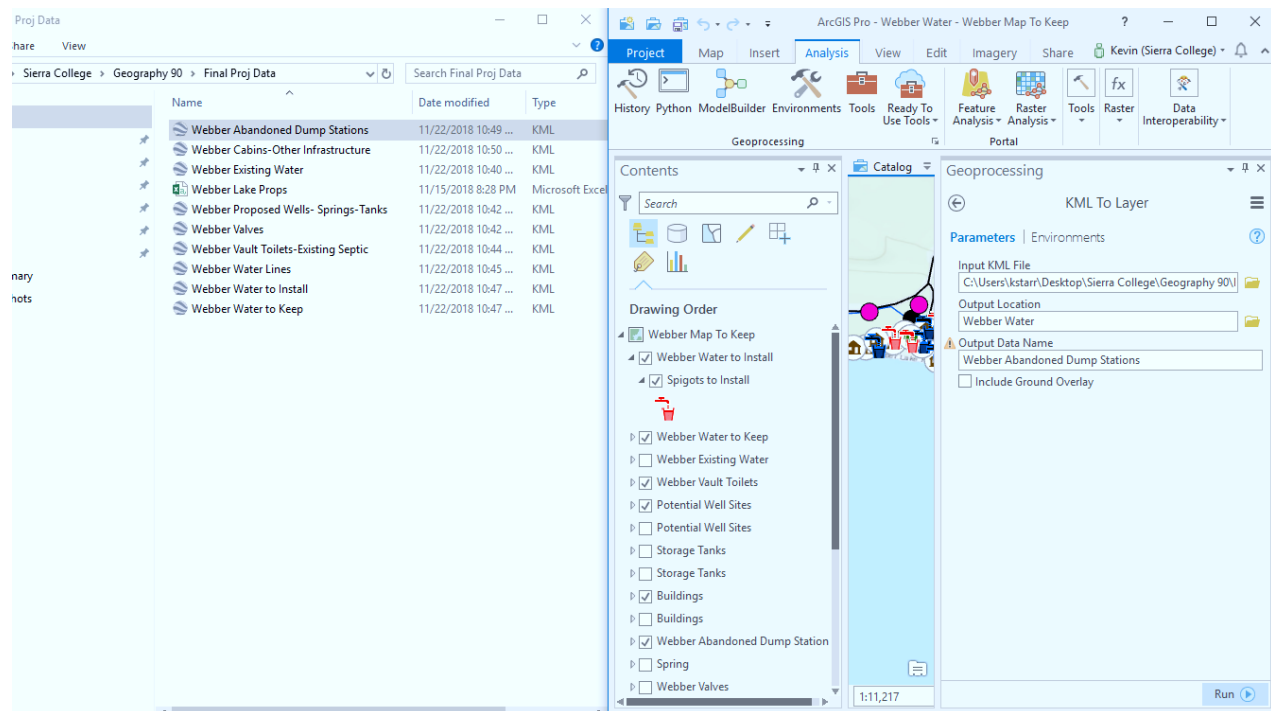 Proj Data
hare View
Sierra College > Geography 90 > Final Proj Data
Search Final Proj Data
Name Date modified Type
Webber Abandoned Dump Stations 11/22/2018 10:49 ... KML
Webber Cabins-Other Infrastructure 11/22/2018 10:50 ... KML
Webber Existing Water 11/22/2018 10:40 ... KML
Webber Lake Props 11/15/2018 8:28 PM Microsoft Excel
Webber Proposed Wells- Springs-Tanks 11/22/2018 10:42 ... KML
Webber Valves 11/22/2018 10:42 ... KML
Webber Vault Toilets-Existing Septic 11/22/2018 10:44 ... KML
Webber Water Lines 11/22/2018 10:45 ... KML
Webber Water to Install 11/22/2018 10:47 ... KML
Webber Water to Keep 11/22/2018 10:47 ... KML
mary
hots
ArcGIS Pro - Webber Water - Webber Map To Keep
Project Map Insert Analysis View Edit Imagery Share Kevin (Sierra College)
History Python ModelBuilder Environments Tools Ready To Use Tools Feature Analysis Raster Analysis Tools Raster Data Interoperability
fx
Geoprocessing Portal
Contents
Search
Drawing Order
Webber Map To Keep
Webber Water to Install
Spigots to Install
Webber Water to Keep
Webber Existing Water
Webber Vault Toilets
Potential Well Sites
Potential Well Sites
Storage Tanks
Storage Tanks
Buildings
Buildings
Webber Abandoned Dump Station
Spring
Webber Valves
Catalog
1:11,217
Geoprocessing
KML To Layer
Parameters | Environments
Input KML File
C:\Users\kstarr\Desktop\Sierra College\Geography 90\
Output Location
Webber Water
Output Data Name
Webber Abandoned Dump Stations
Include Ground Overlay
Run